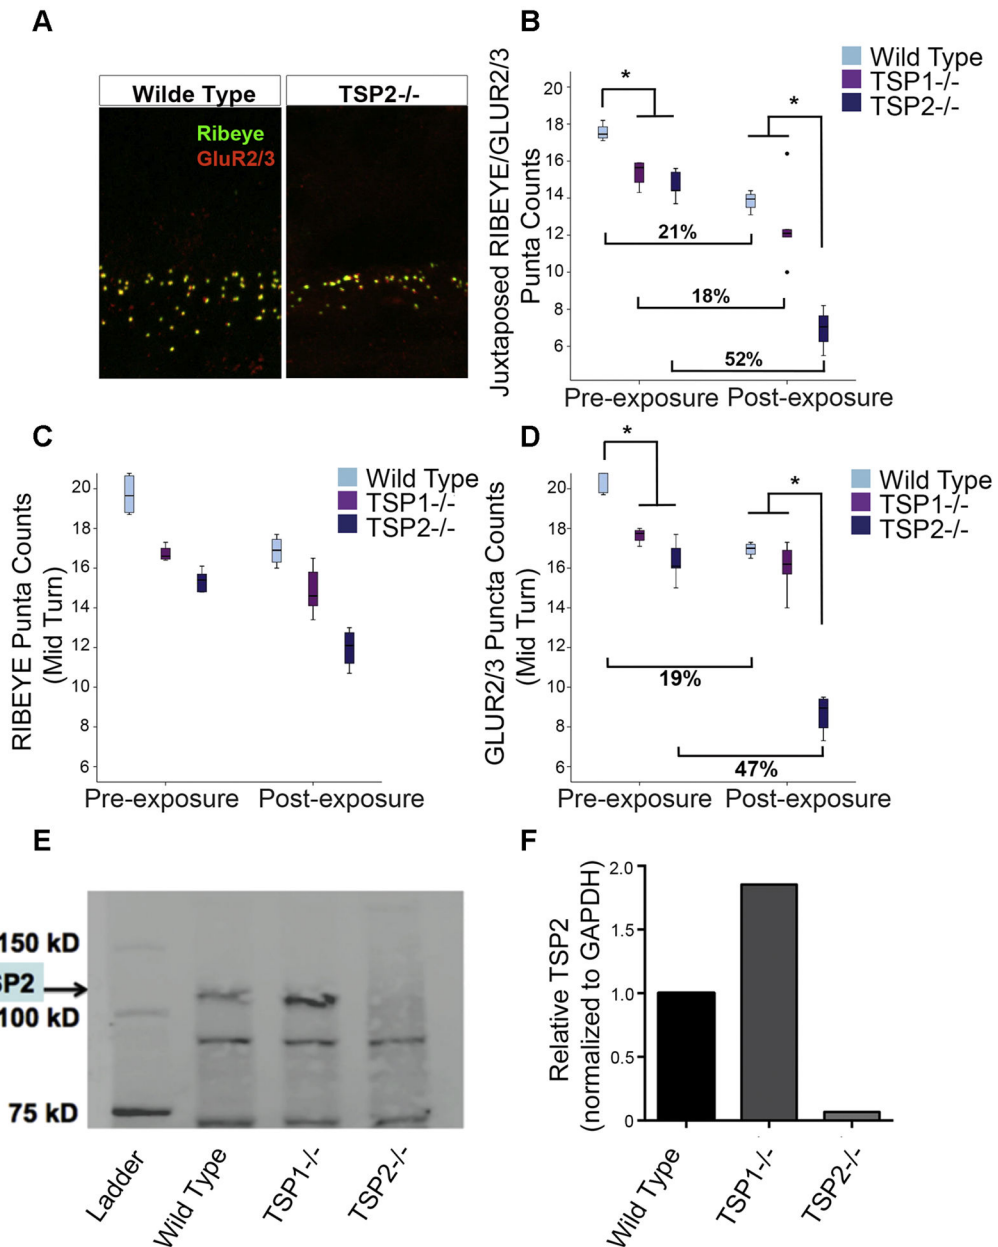 A
Wilde Type
TSP2-/-
Ribeye
GluR2/3
B
Wild Type
TSP1-/-
TSP2-/-
Juxtaposed RIBEYE/GLUR2/3
Punta Counts
20
18
16
14
12
10
8
6
*
*
21%
18%
52%
Pre-exposure
Post-exposure
C
Wild Type
TSP1-/-
TSP2-/-
RIBEYE Punta Counts
(Mid Turn)
20
18
16
14
12
10
8
6
Pre-exposure
Post-exposure
D
Wild Type
TSP1-/-
TSP2-/-
GLUR2/3 Puncta Counts
(Mid Turn)
20
18
16
14
12
10
8
6
*
*
19%
47%
Pre-exposure
Post-exposure
E
150 kD
SP2
100 kD
75 kD
Ladder
Wild Type
TSP1-/-
TSP2-/-
F
Relative TSP2
(normalized to GAPDH)
2.0
1.5
1.0
0.5
0
Wild Type
TSP1-/-
TSP2-/-